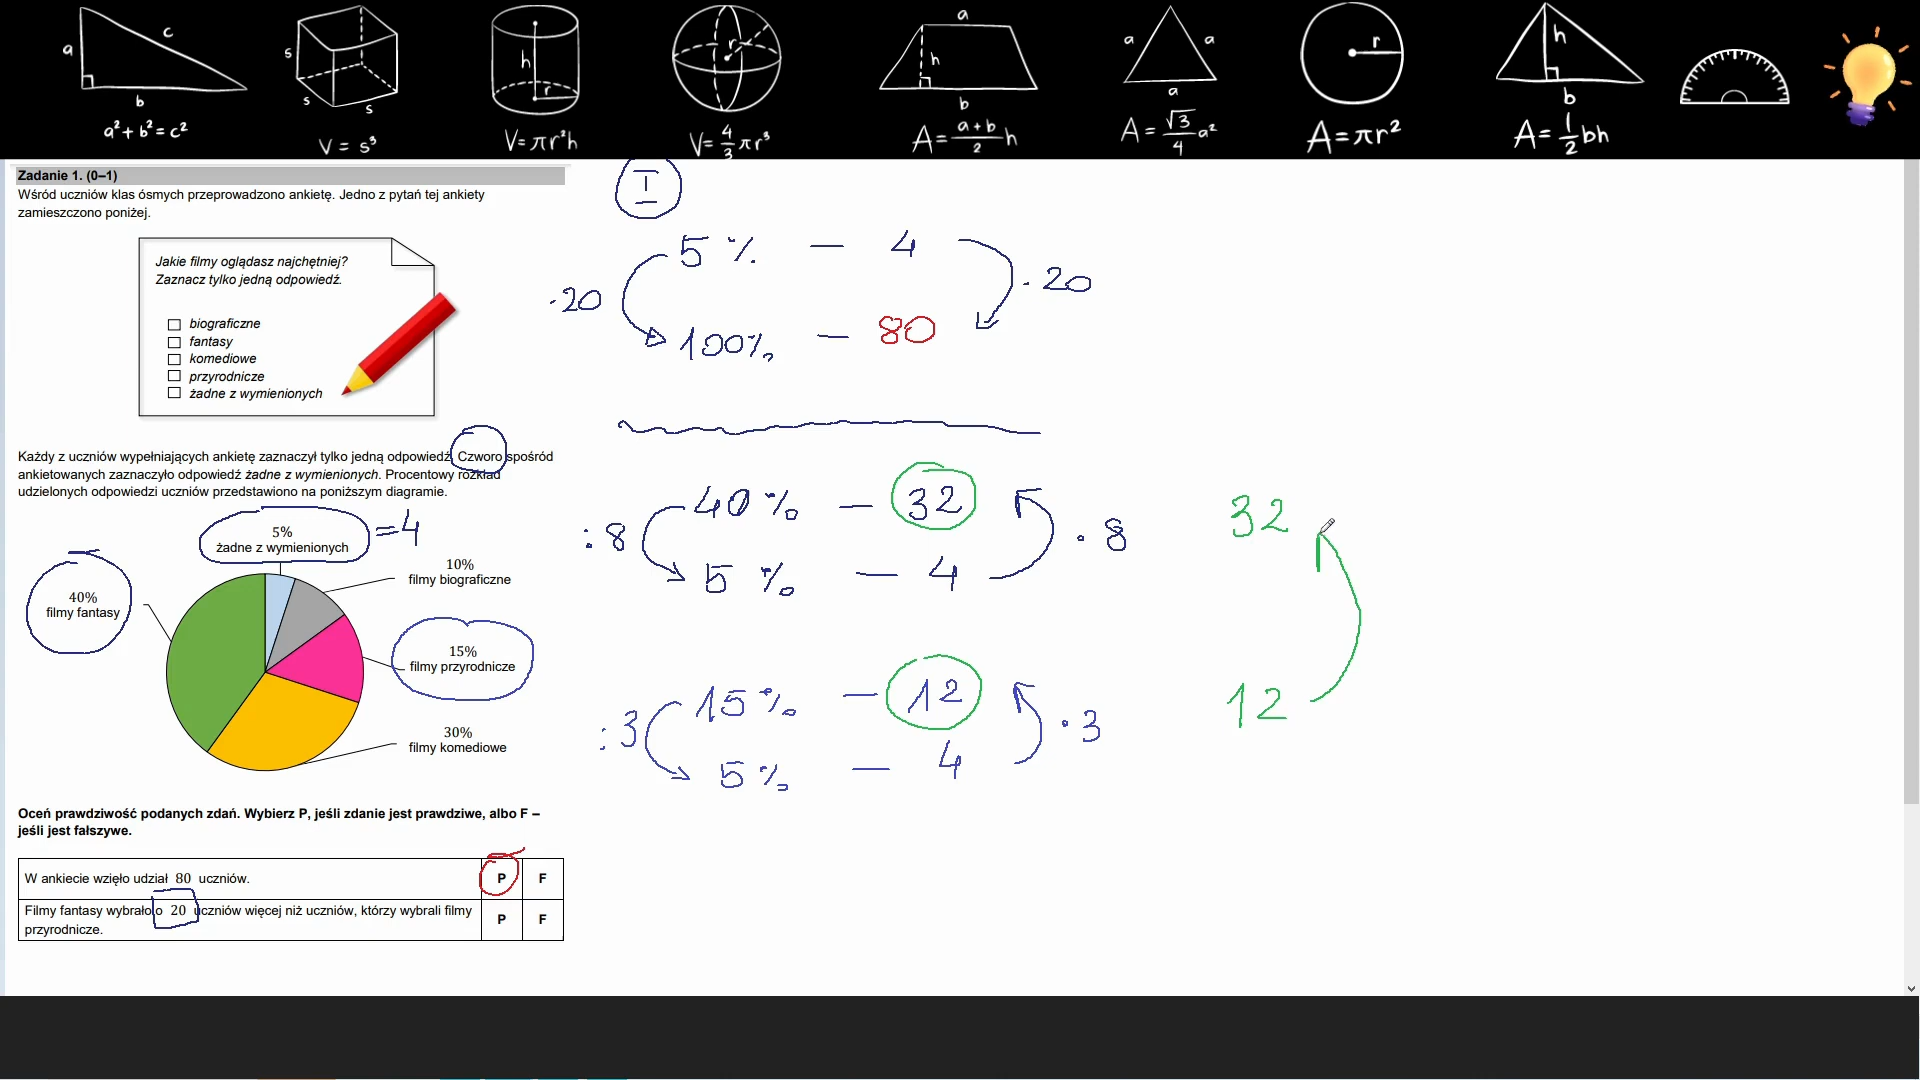 a
c
b
a² + b² = c²
s
s
s
V = s³
h
r
V = πr²h
r
V = 4/3 πr³
a
h
b
A = a+b/2 h
a
a
a
A = √3/4 a²
r
A = πr²
h
b
A = 1/2 bh
Zadanie 1. (0–1)
Wśród uczniów klas ósmych przeprowadzono ankietę. Jedno z pytań tej ankiety
zamieszczono poniżej.
Jakie filmy oglądasz najchętniej?
Zaznacz tylko jedną odpowiedź.
biograficzne
fantasy
komediowe
przyrodnicze
żadne z wymienionych
Każdy z uczniów wypełniających ankietę zaznaczył tylko jedną odpowiedź. Czworo spośród
ankietowanych zaznaczyło odpowiedź żadne z wymienionych. Procentowy rozkład
udzielonych odpowiedzi uczniów przedstawiono na poniższym diagramie.
5%
żadne z wymienionych
= 4
10%
filmy biograficzne
40%
filmy fantasy
15%
filmy przyrodnicze
30%
filmy komediowe
Oceń prawdziwość podanych zdań. Wybierz P, jeśli zdanie jest prawdziwe, albo F –
jeśli jest fałszywe.
W ankiecie wzięło udział 80 uczniów. P F
Filmy fantasy wybrało o 20 uczniów więcej niż uczniów, którzy wybrali filmy
przyrodnicze. P F
I
5 % — 4
·20
·20
100% — 80
40 % — 32
:8
·8
5 % — 4
15 % — 12
:3
·3
5 % — 4
32
12